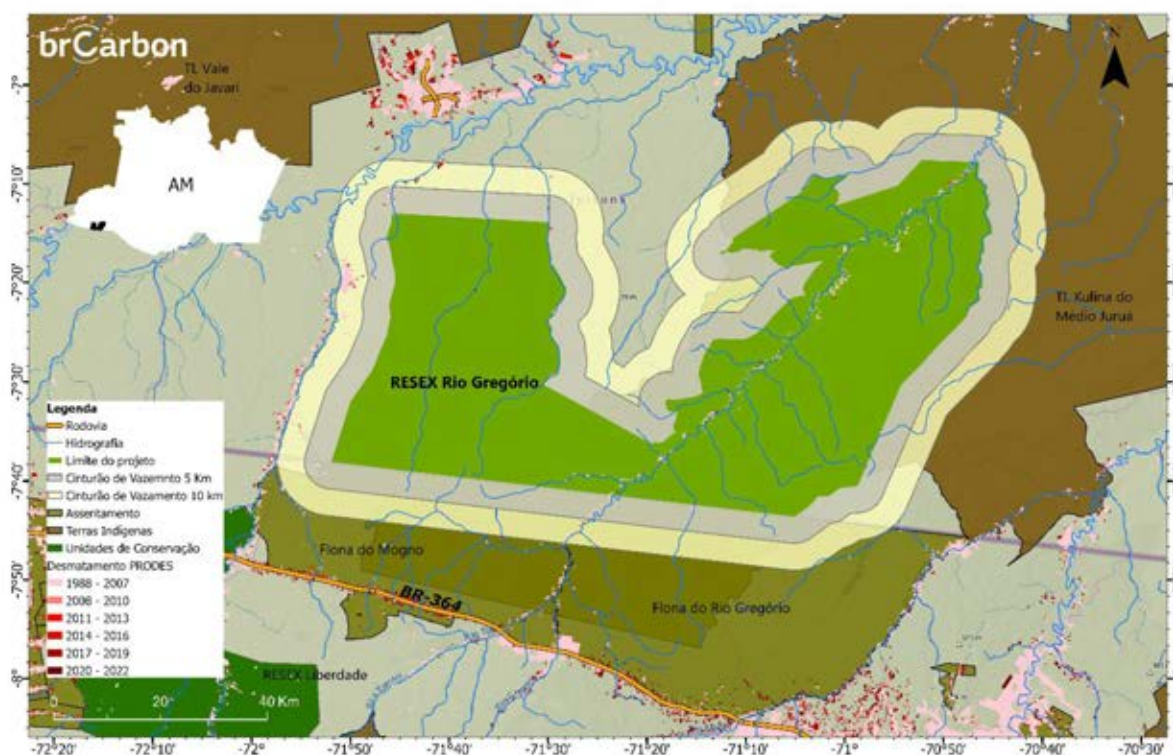 brCarbon
TI. Vale
do Javari
AM
TI. Kulina do
Médio Juruá
RESEX Rio Gregório
Legenda
Rodovia
Hidrografia
Limite do projeto
Cinturão de Vazemnto 5 Km
Cinturão de Vazamento 10 km
Assentamento
Terras Indígenas
Unidades de Conservação
Desmatamento PRODES
1988 - 2007
2008 - 2010
2011 - 2013
2014 - 2016
2017 - 2019
2020 - 2022
Flona do Mogno
BR-364
Flona do Rio Gregório
RESEX Liberdade
20 40 Km
-7°
-7°10'
-7°20'
-7°30'
-7°40'
-7°50'
-8°
-72°20' -72°10' -72° -71°50' -71°40' -71°30' -71°20' -71°10' -71° -70°50' -70°40' -70°30'